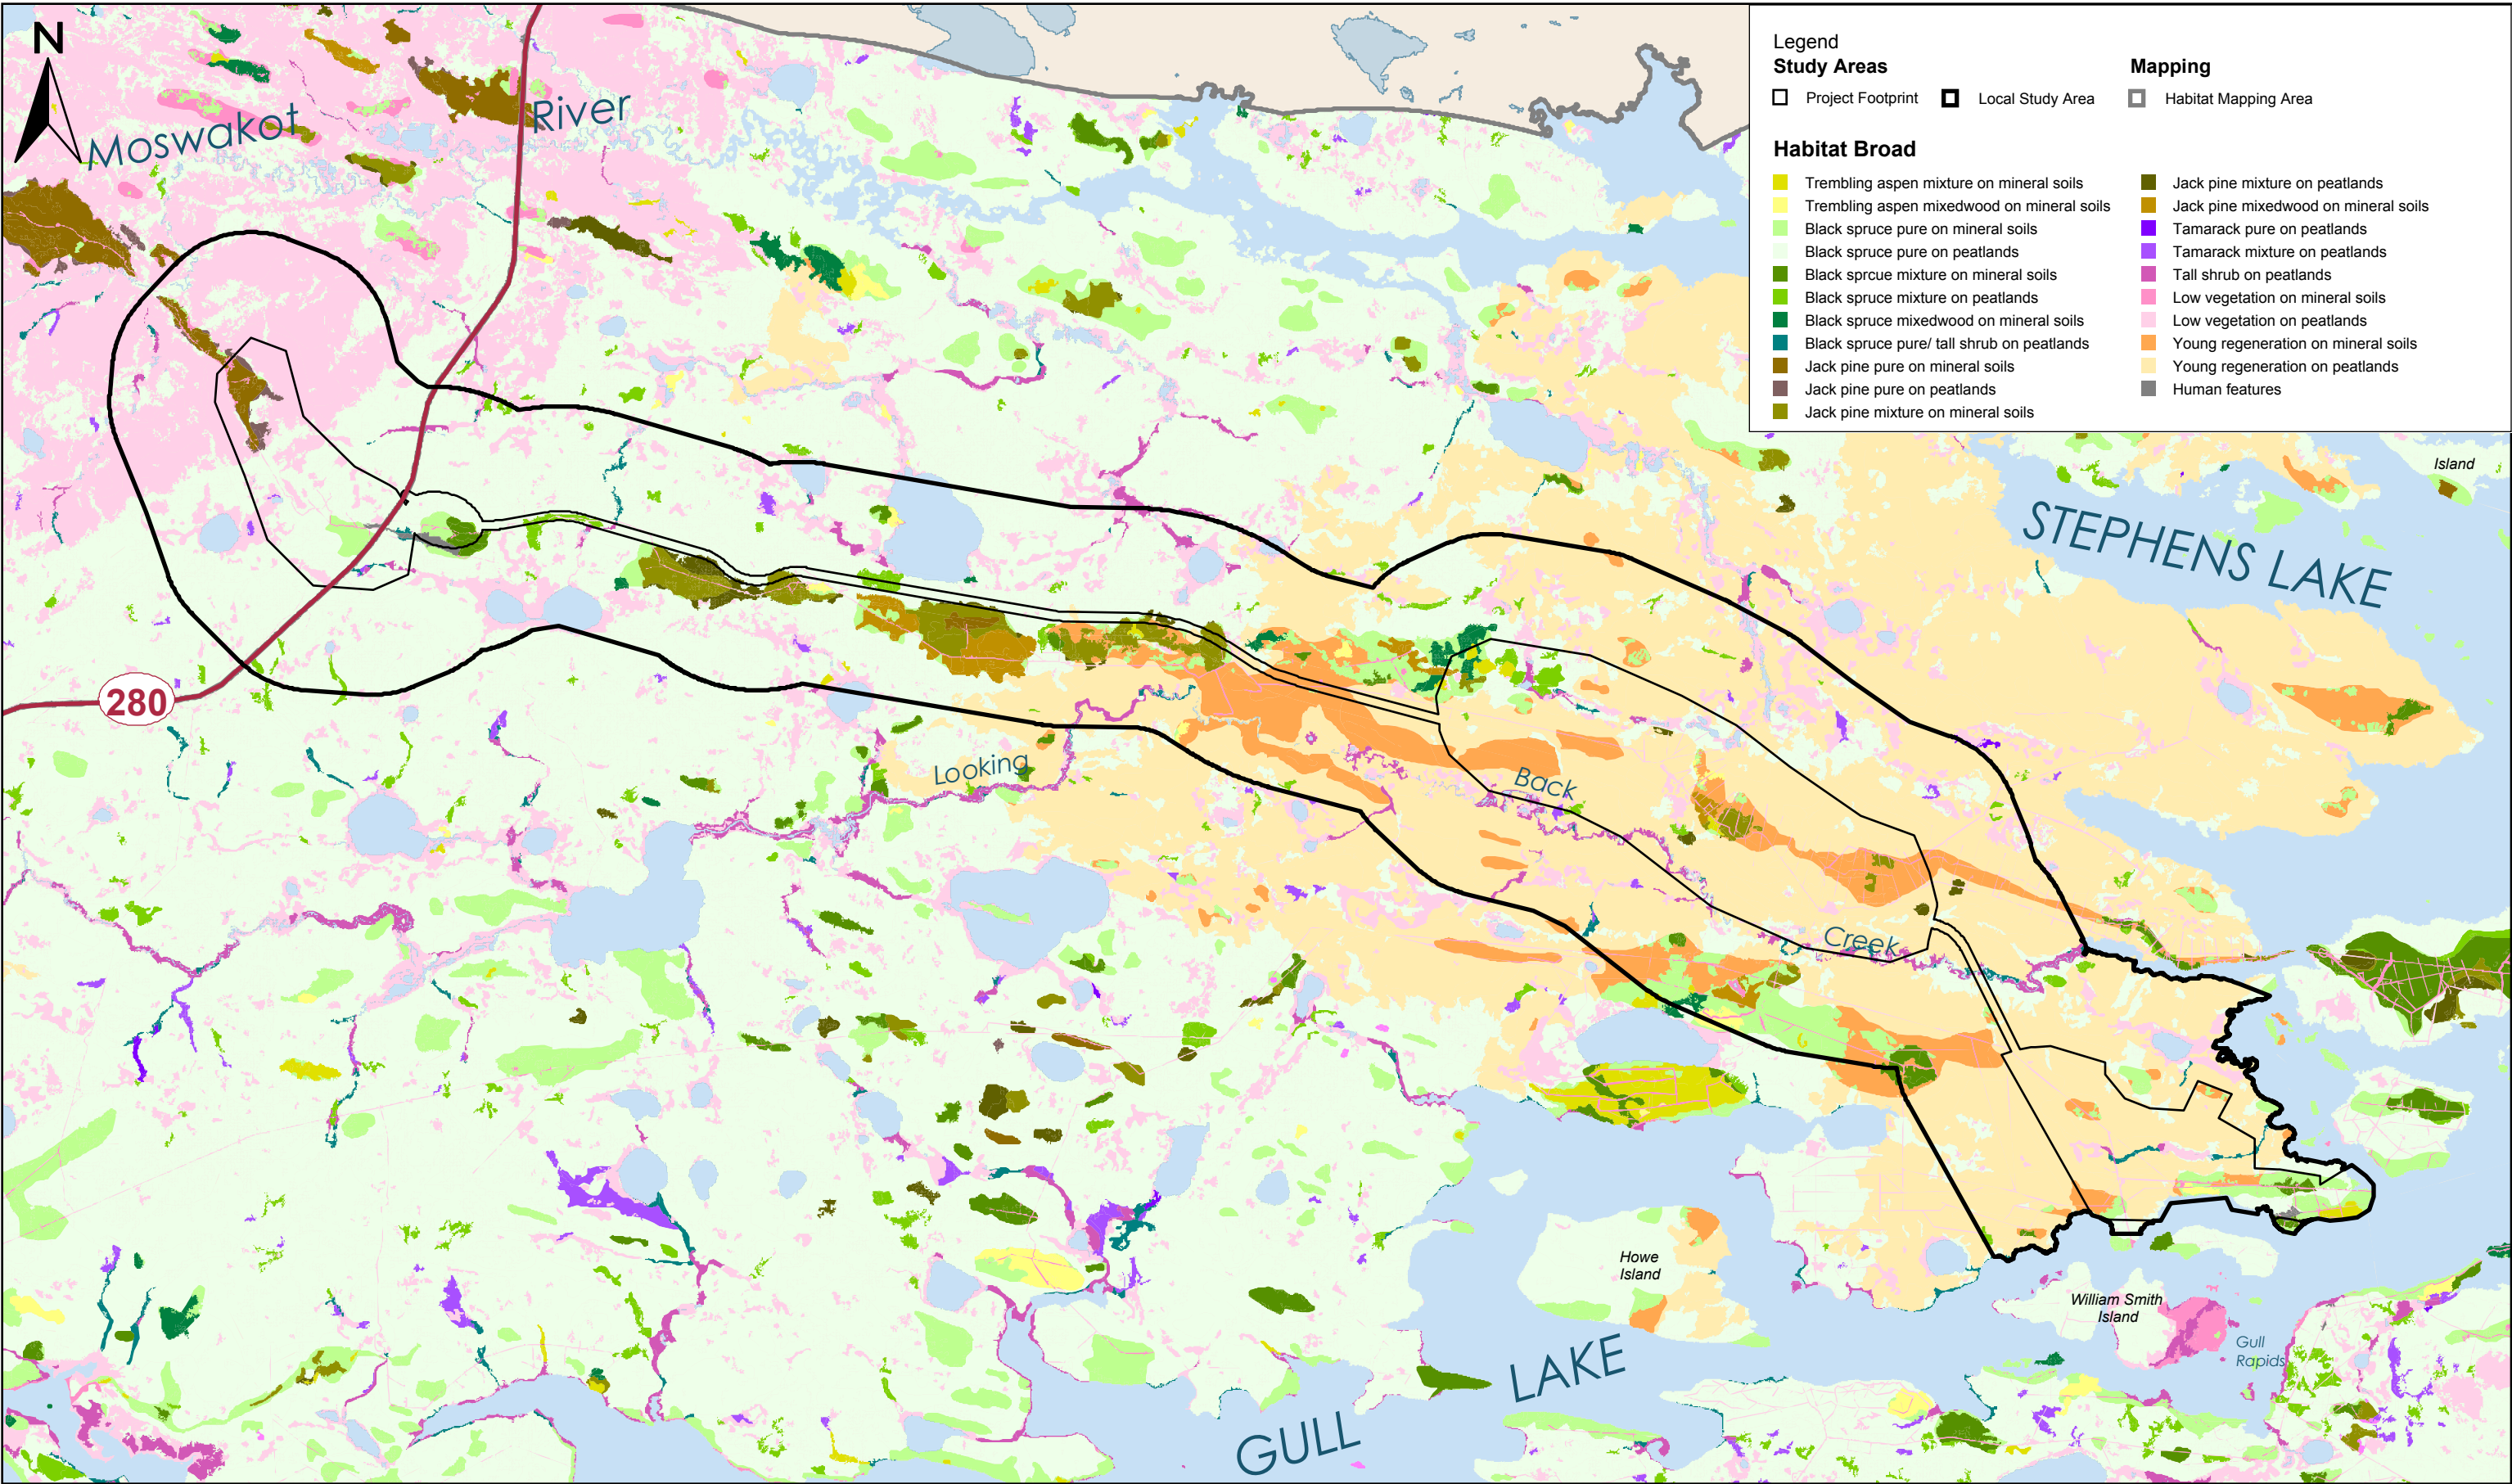 N
Moswakot
River
Legend
Study Areas
Mapping
Project Footprint
Local Study Area
Habitat Mapping Area
Habitat Broad
Trembling aspen mixture on mineral soils
Trembling aspen mixedwood on mineral soils
Black spruce pure on mineral soils
Black spruce pure on peatlands
Black sprcue mixture on mineral soils
Black spruce mixture on peatlands
Black spruce mixedwood on mineral soils
Black spruce pure/ tall shrub on peatlands
Jack pine pure on mineral soils
Jack pine pure on peatlands
Jack pine mixture on mineral soils
Jack pine mixture on peatlands
Jack pine mixedwood on mineral soils
Tamarack pure on peatlands
Tamarack mixture on peatlands
Tall shrub on peatlands
Low vegetation on mineral soils
Low vegetation on peatlands
Young regeneration on mineral soils
Young regeneration on peatlands
Human features
Island
STEPHENS LAKE
280
Looking
Back
Creek
Howe
Island
William Smith
Island
Gull
Rapids
GULL
LAKE